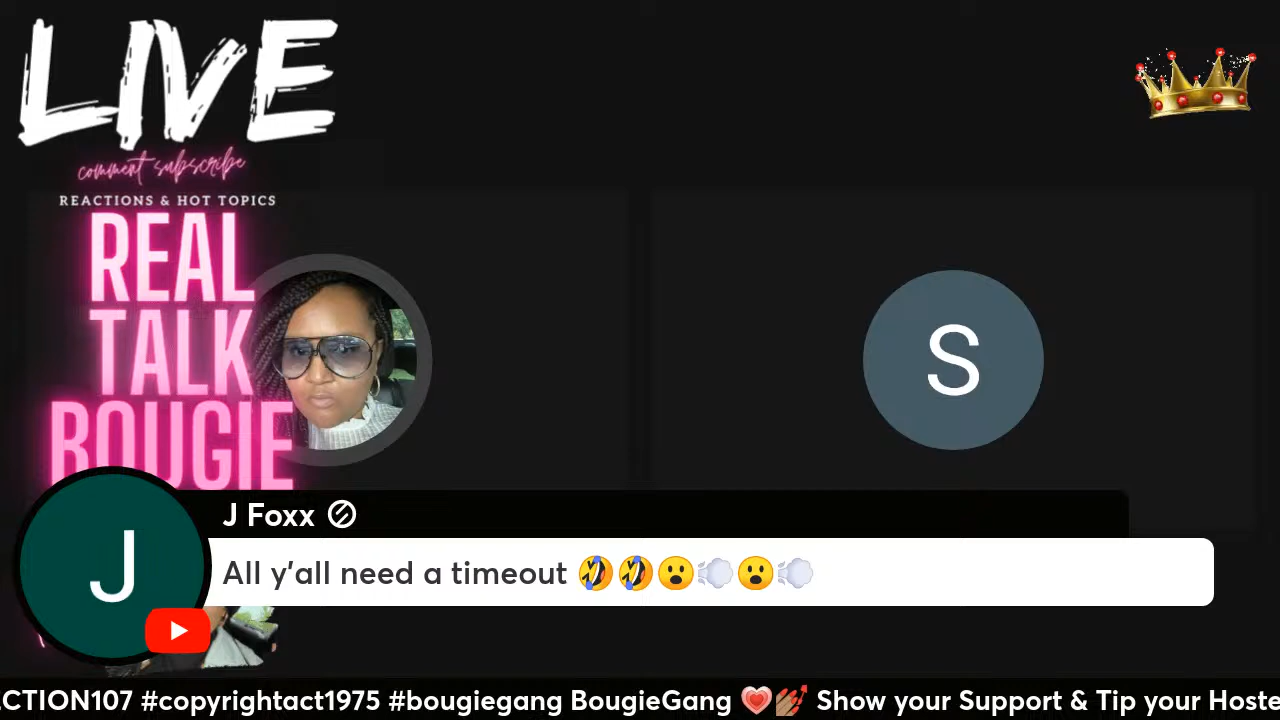 LIVE
comment subscribe
REACTIONS & HOT TOPICS
REAL
TALK
BOUGIE
S
J Foxx
J
All y'all need a timeout 🤣🤣😮💨😮💨
CTION107 #copyrightact1975 #bougiegang BougieGang 💗💅🏽 Show your Support & Tip your Hoste